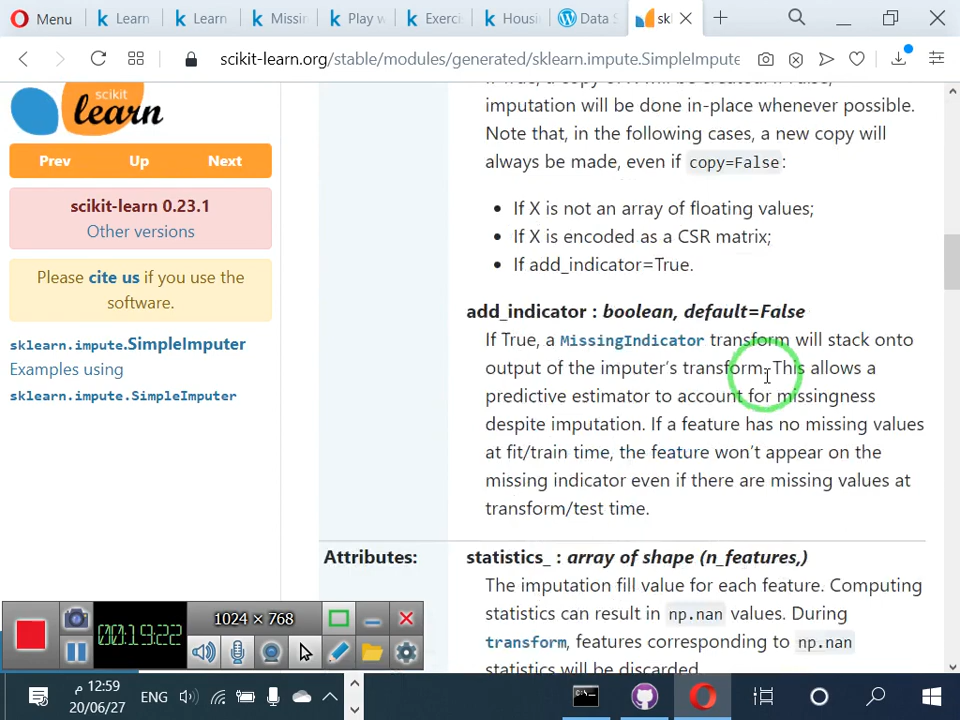 Menu
Learn
Learn
Missin
Play w
Exerci
Housi
Data S
sk
scikit-learn.org/stable/modules/generated/sklearn.impute.SimpleImpute
scikit
learn
Prev Up Next
scikit-learn 0.23.1
Other versions
Please cite us if you use the
software.
sklearn.impute.SimpleImputer
Examples using
sklearn.impute.SimpleImputer
imputation will be done in-place whenever possible.
Note that, in the following cases, a new copy will
always be made, even if copy=False:
• If X is not an array of floating values;
• If X is encoded as a CSR matrix;
• If add_indicator=True.
add_indicator : boolean, default=False
If True, a MissingIndicator transform will stack onto
output of the imputer's transform. This allows a
predictive estimator to account for missingness
despite imputation. If a feature has no missing values
at fit/train time, the feature won't appear on the
missing indicator even if there are missing values at
transform/test time.
Attributes:
statistics_ : array of shape (n_features,)
The imputation fill value for each feature. Computing
statistics can result in np.nan values. During
transform, features corresponding to np.nan
statistics will be discarded.
1024 × 768
00:19:22
12:59 م
20/06/27
ENG